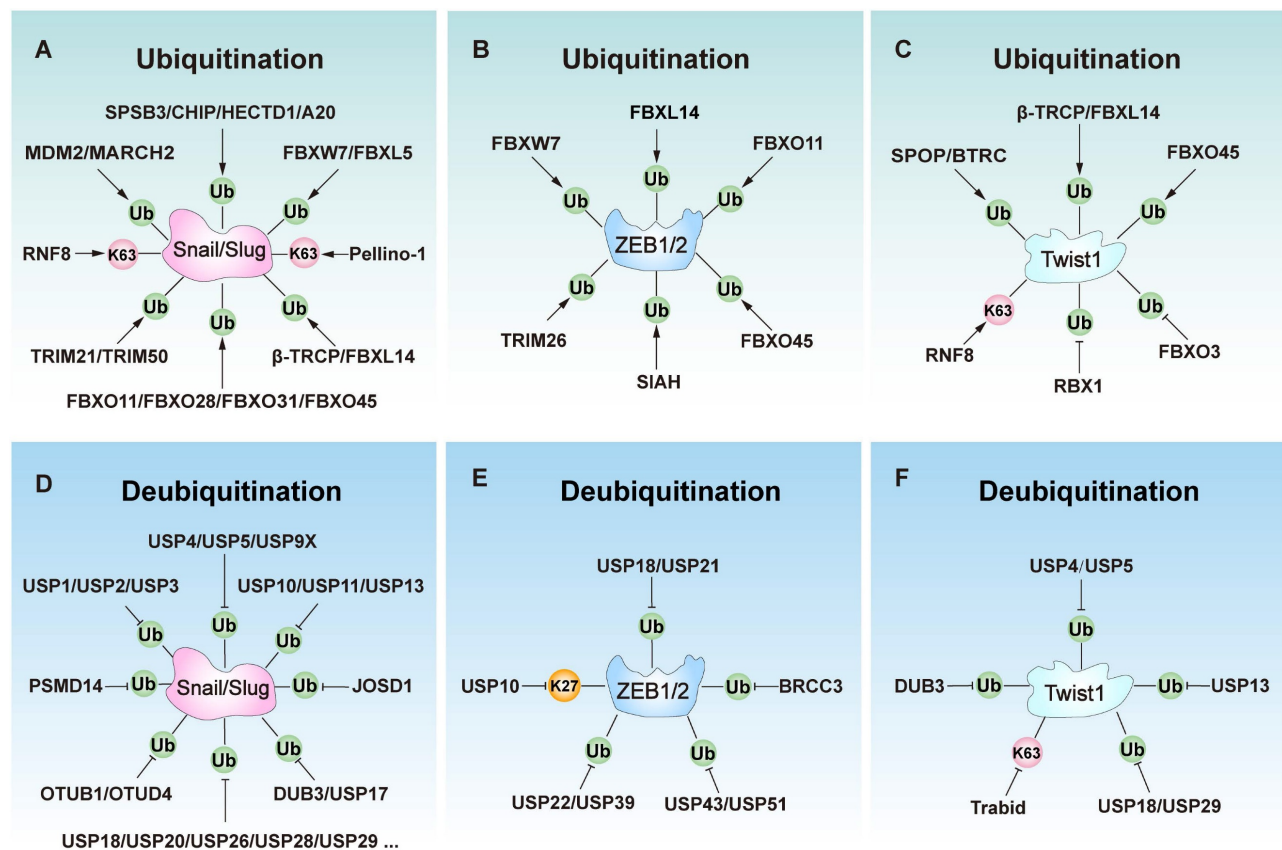 A
Ubiquitination
SPSB3/CHIP/HECTD1/A20
MDM2/MARCH2
FBXW7/FBXL5
Ub
Ub
Ub
RNF8
K63
Snail/Slug
K63
Pellino-1
Ub
Ub
Ub
TRIM21/TRIM50
β-TRCP/FBXL14
FBXO11/FBXO28/FBXO31/FBXO45
B
Ubiquitination
FBXL14
FBXW7
FBXO11
Ub
Ub
Ub
ZEB1/2
Ub
Ub
Ub
TRIM26
FBXO45
SIAH
C
Ubiquitination
β-TRCP/FBXL14
SPOP/BTRC
FBXO45
Ub
Ub
Ub
Twist1
K63
Ub
Ub
RNF8
FBXO3
RBX1
D
Deubiquitination
USP4/USP5/USP9X
USP1/USP2/USP3
USP10/USP11/USP13
Ub
Ub
Ub
PSMD14
Ub
Snail/Slug
Ub
JOSD1
Ub
Ub
Ub
OTUB1/OTUD4
DUB3/USP17
USP18/USP20/USP26/USP28/USP29 ...
E
Deubiquitination
USP18/USP21
Ub
USP10
K27
ZEB1/2
Ub
BRCC3
Ub
Ub
USP22/USP39
USP43/USP51
F
Deubiquitination
USP4/USP5
Ub
DUB3
Ub
Twist1
Ub
USP13
K63
Ub
Trabid
USP18/USP29